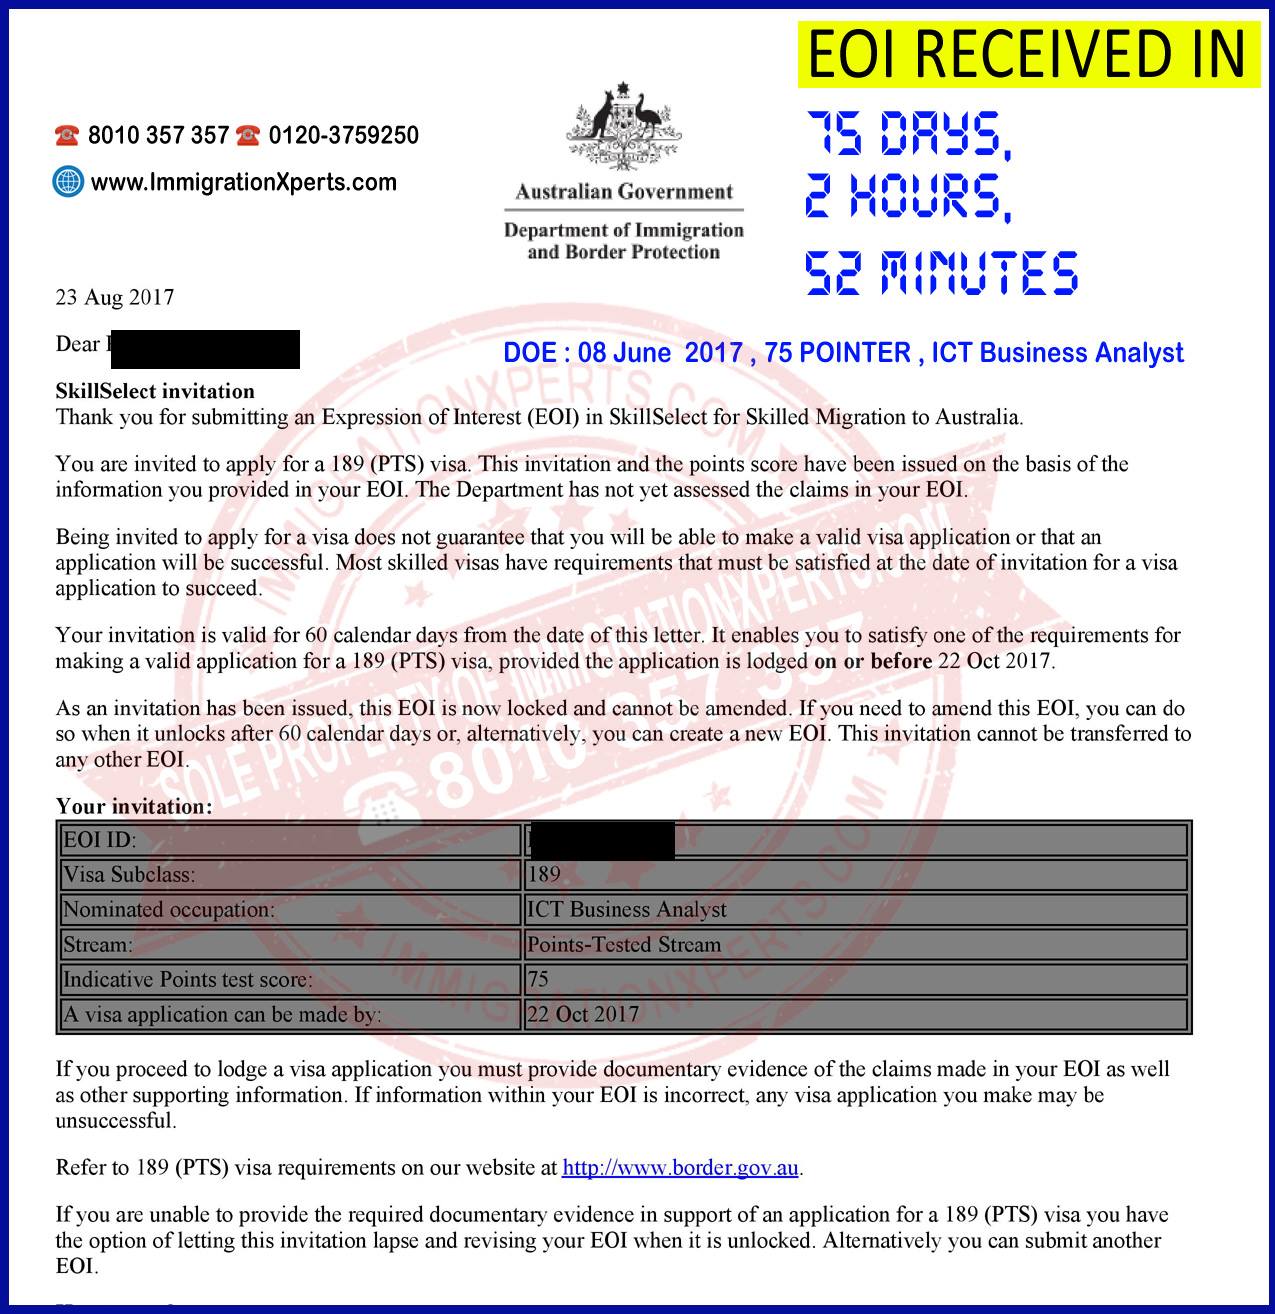 EOI RECEIVED IN
75 DAYS,
2 HOURS,
52 MINUTES
8010 357 357 0120-3759250
www.ImmigrationXperts.com
Australian Government
Department of Immigration
and Border Protection
23 Aug 2017
Dear
DOE : 08 June 2017 , 75 POINTER , ICT Business Analyst
SkillSelect invitation
Thank you for submitting an Expression of Interest (EOI) in SkillSelect for Skilled Migration to Australia.
You are invited to apply for a 189 (PTS) visa. This invitation and the points score have been issued on the basis of the
information you provided in your EOI. The Department has not yet assessed the claims in your EOI.
Being invited to apply for a visa does not guarantee that you will be able to make a valid visa application or that an
application will be successful. Most skilled visas have requirements that must be satisfied at the date of invitation for a visa
application to succeed.
Your invitation is valid for 60 calendar days from the date of this letter. It enables you to satisfy one of the requirements for
making a valid application for a 189 (PTS) visa, provided the application is lodged on or before 22 Oct 2017.
As an invitation has been issued, this EOI is now locked and cannot be amended. If you need to amend this EOI, you can do
so when it unlocks after 60 calendar days or, alternatively, you can create a new EOI. This invitation cannot be transferred to
any other EOI.
Your invitation:
EOI ID:
Visa Subclass: 189
Nominated occupation: ICT Business Analyst
Stream: Points-Tested Stream
Indicative Points test score: 75
A visa application can be made by: 22 Oct 2017
If you proceed to lodge a visa application you must provide documentary evidence of the claims made in your EOI as well
as other supporting information. If information within your EOI is incorrect, any visa application you make may be
unsuccessful.
Refer to 189 (PTS) visa requirements on our website at http://www.border.gov.au.
If you are unable to provide the required documentary evidence in support of an application for a 189 (PTS) visa you have
the option of letting this invitation lapse and revising your EOI when it is unlocked. Alternatively you can submit another
EOI.
IMMIGRATIONXPERTS.COM
SOLE PROPERTY OF IMMIGRATIONXPERTS.COM
8010 357 357
IMMIGRATIONXPERTS.COM